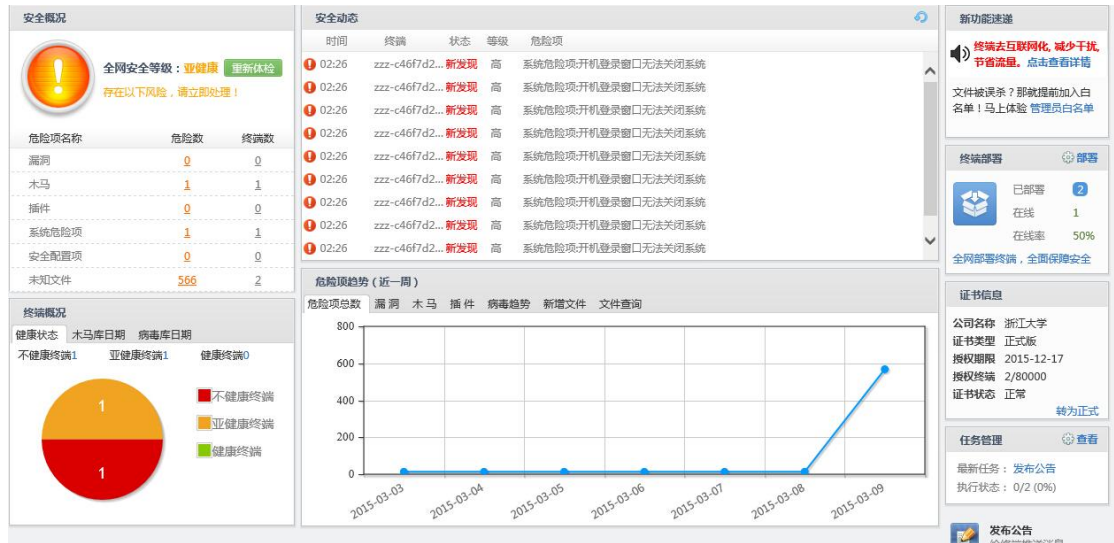 安全概况
全网安全等级：亚健康 重新体检
存在以下风险，请立即处理！
危险项名称 危险数 终端数
漏洞 0 0
木马 1 1
插件 0 0
系统危险项 1 1
安全配置项 0 0
未知文件 566 2
终端概况
健康状态 木马库日期 病毒库日期
不健康终端1 亚健康终端1 健康终端0
1
1
不健康终端
亚健康终端
健康终端
安全动态
时间 终端 状态 等级 危险项
02:26 zzz-c46f7d2... 新发现 高 系统危险项:开机登录窗口无法关闭系统
02:26 zzz-c46f7d2... 新发现 高 系统危险项:开机登录窗口无法关闭系统
02:26 zzz-c46f7d2... 新发现 高 系统危险项:开机登录窗口无法关闭系统
02:26 zzz-c46f7d2... 新发现 高 系统危险项:开机登录窗口无法关闭系统
02:26 zzz-c46f7d2... 新发现 高 系统危险项:开机登录窗口无法关闭系统
02:26 zzz-c46f7d2... 新发现 高 系统危险项:开机登录窗口无法关闭系统
02:26 zzz-c46f7d2... 新发现 高 系统危险项:开机登录窗口无法关闭系统
02:26 zzz-c46f7d2... 新发现 高 系统危险项:开机登录窗口无法关闭系统
02:26 zzz-c46f7d2... 新发现 高 系统危险项:开机登录窗口无法关闭系统
危险项趋势（近一周）
危险项总数 漏洞 木马 插件 病毒趋势 新增文件 文件查询
800
600
400
200
0
2015-03-03 2015-03-04 2015-03-05 2015-03-06 2015-03-07 2015-03-08 2015-03-09
新功能速递
终端去互联网化, 减少干扰,
节省流量。点击查看详情
文件被误杀？那就提前加入白
名单！马上体验 管理员白名单
终端部署 部署
已部署 2
在线 1
在线率 50%
全网部署终端，全面保障安全
证书信息
公司名称 浙江大学
证书类型 正式版
授权期限 2015-12-17
授权终端 2/80000
证书状态 正常
转为正式
任务管理 查看
最新任务：发布公告
执行状态：0/2 (0%)
发布公告